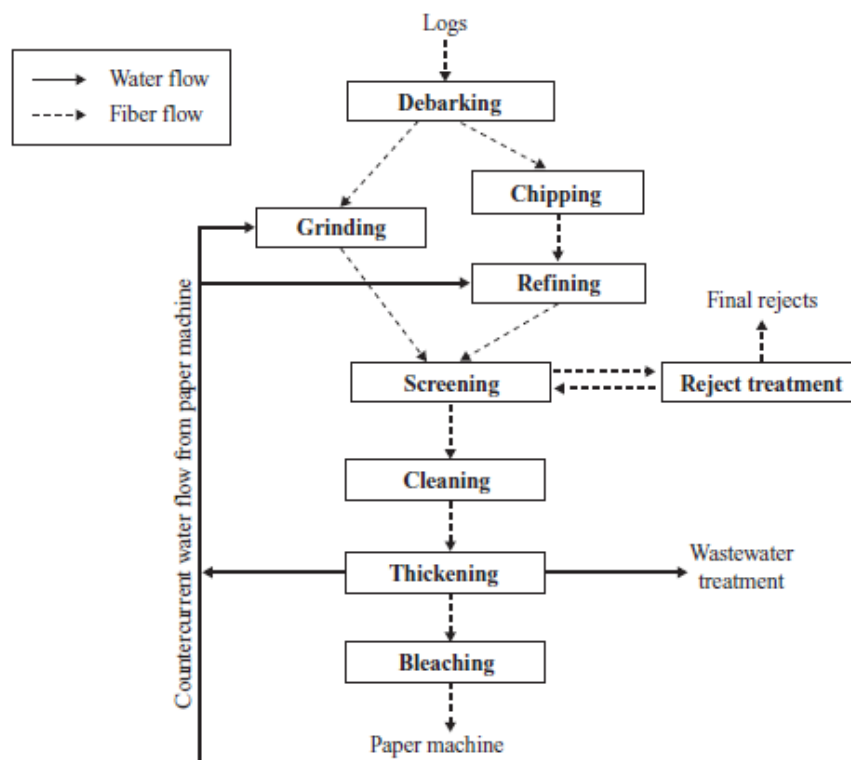 Logs
Water flow
Fiber flow
Debarking
Chipping
Grinding
Refining
Final rejects
Screening
Reject treatment
Countercurrent water flow from paper machine
Cleaning
Thickening
Wastewater
treatment
Bleaching
Paper machine